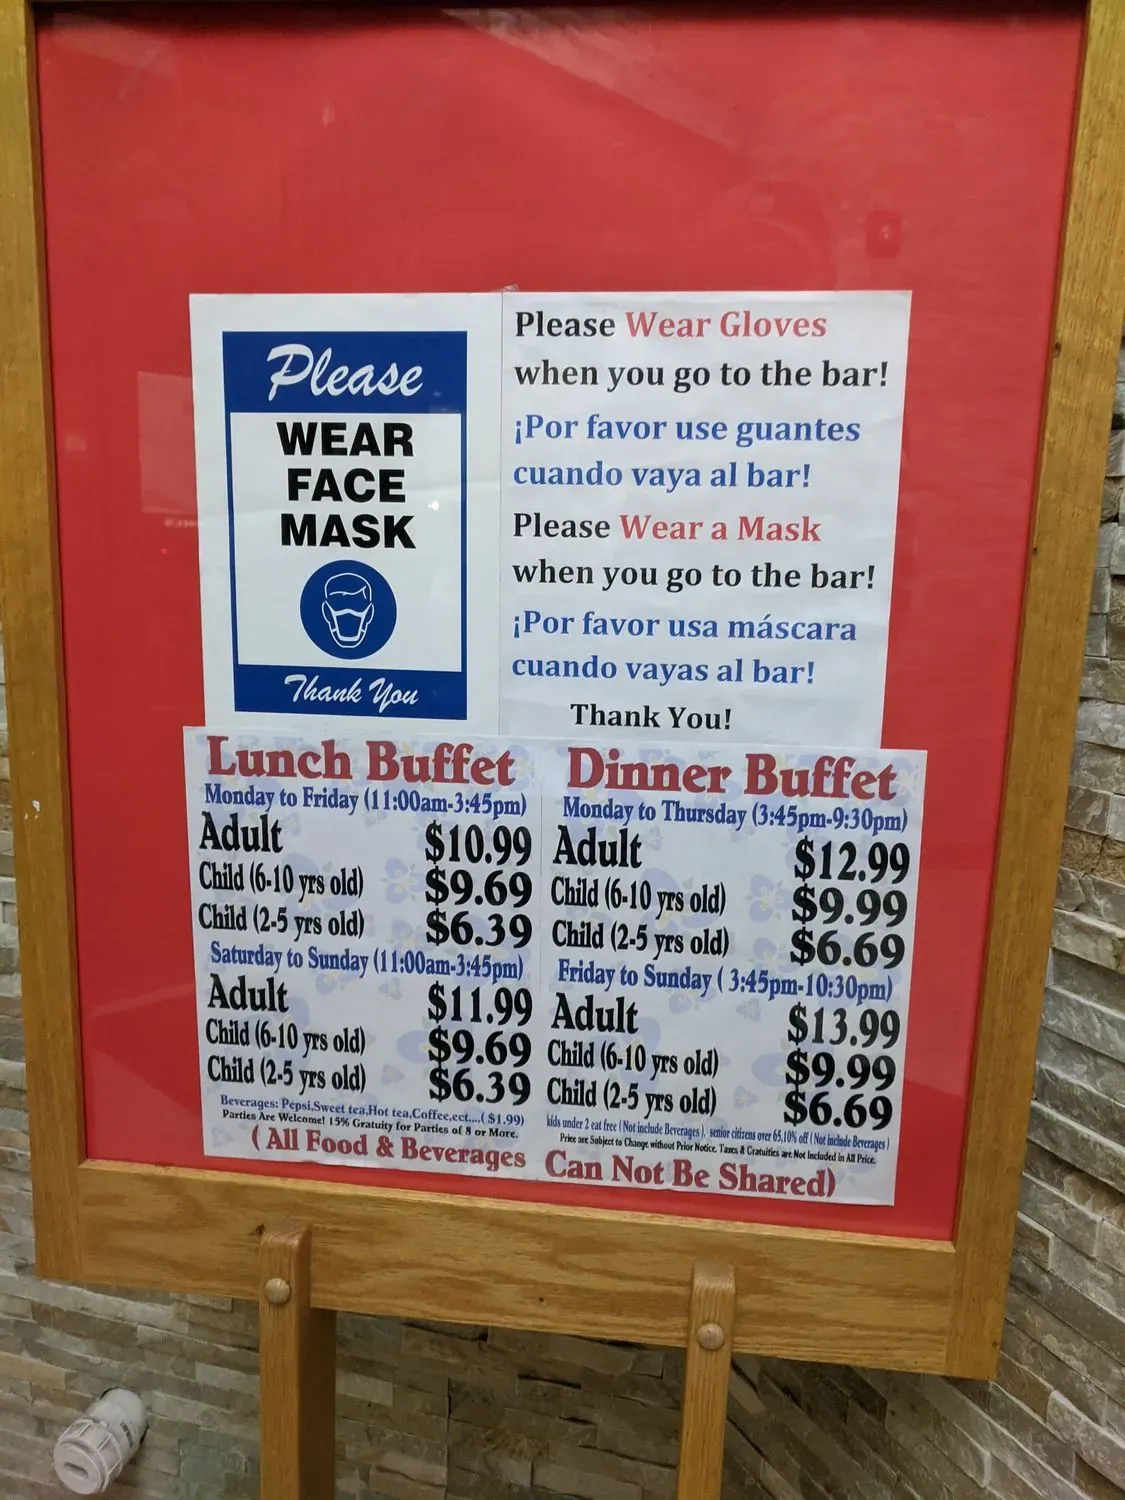 Please
WEAR
FACE
MASK
Thank You
Please Wear Gloves
when you go to the bar!
¡Por favor use guantes
cuando vaya al bar!
Please Wear a Mask
when you go to the bar!
¡Por favor usa máscara
cuando vayas al bar!
Thank You!
Lunch Buffet
Monday to Friday (11:00am-3:45pm)
Adult $10.99
Child (6-10 yrs old) $9.69
Child (2-5 yrs old) $6.39
Saturday to Sunday (11:00am-3:45pm)
Adult $11.99
Child (6-10 yrs old) $9.69
Child (2-5 yrs old) $6.39
Beverages: Pepsi,Sweet tea,Hot tea,Coffee,ect....( $1.99)
Parties Are Welcome! 15% Gratuity for Parties of 8 or More.
Dinner Buffet
Monday to Thursday (3:45pm-9:30pm)
Adult $12.99
Child (6-10 yrs old) $9.99
Child (2-5 yrs old) $6.69
Friday to Sunday ( 3:45pm-10:30pm)
Adult $13.99
Child (6-10 yrs old) $9.99
Child (2-5 yrs old) $6.69
kids under 2 eat free ( Not include Beverages ), senior citizens over 65,10% off ( Not include Beverages )
Price are Subject to Change without Prior Notice. Taxes & Gratuities are Not Included in All Price.
( All Food & Beverages Can Not Be Shared)